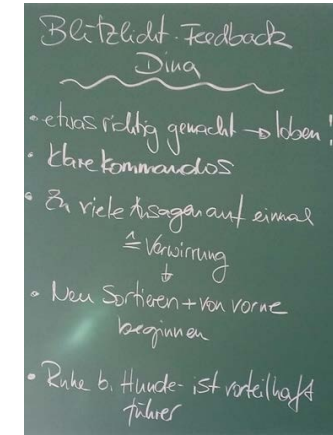 Blitzlicht-Feedback
Dina
• etwas richtig gemacht → loben!
• klare Kommandos
• Zu viele Ansagen auf einmal
≙ Verwirrung
↓
• Neu Sortieren + von vorne
beginnen
• Ruhe b. Hunde- ist vorteilhaft
führer